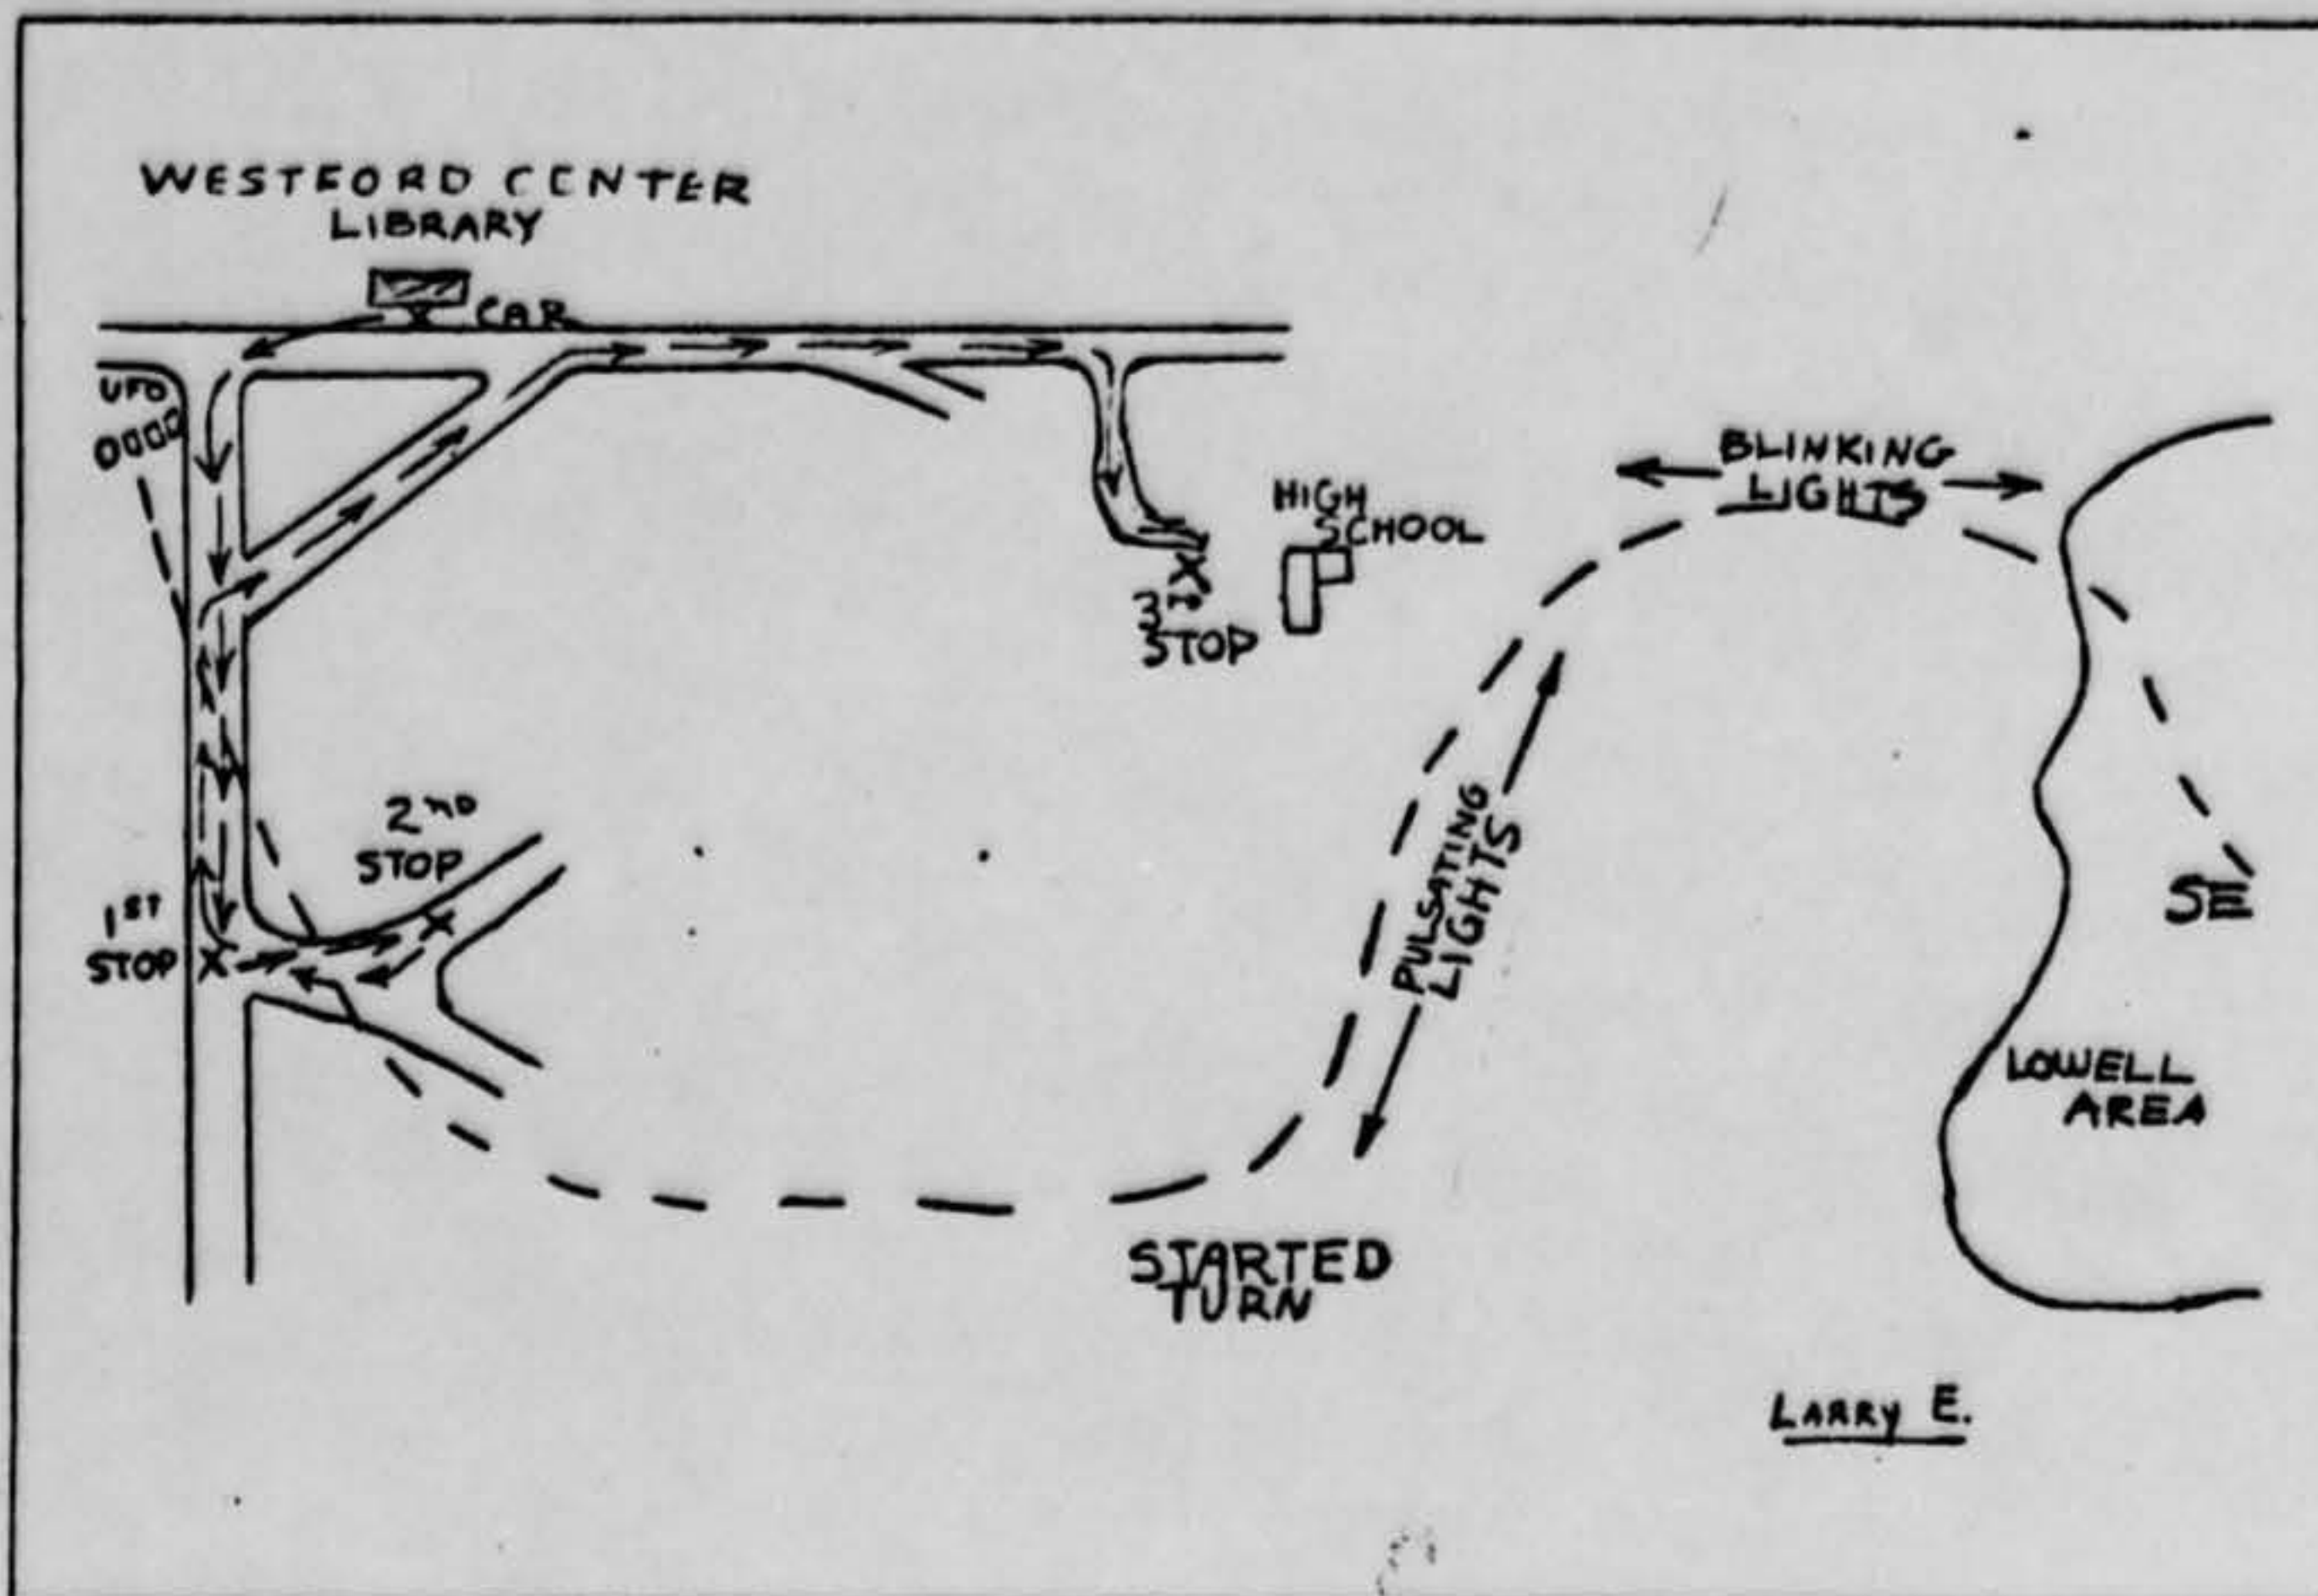 WESTFORD CENTER
LIBRARY
CAR
UFO
BLINKING
LIGHTS
HIGH
SCHOOL
3RD
STOP
2ND
STOP
PULSATING
LIGHTS
1ST
STOP
SE
LOWELL
AREA
STARTED
TURN
LARRY E.